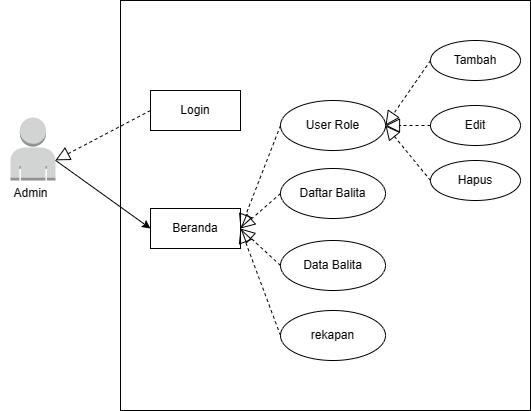 Tambah
Login
User Role
Edit
Hapus
Admin
Daftar Balita
Beranda
Data Balita
rekapan